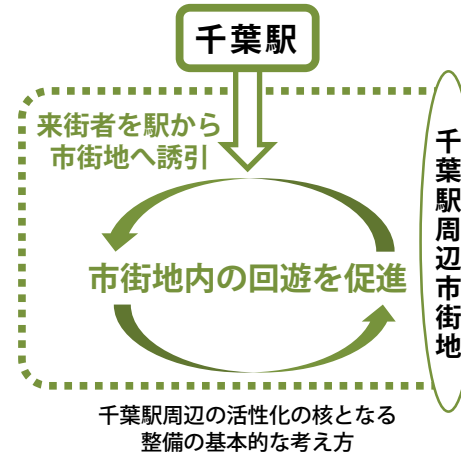 千葉駅
来街者を駅から
市街地へ誘引
千葉駅周辺市街地
市街地内の回遊を促進
千葉駅周辺の活性化の核となる
整備の基本的な考え方